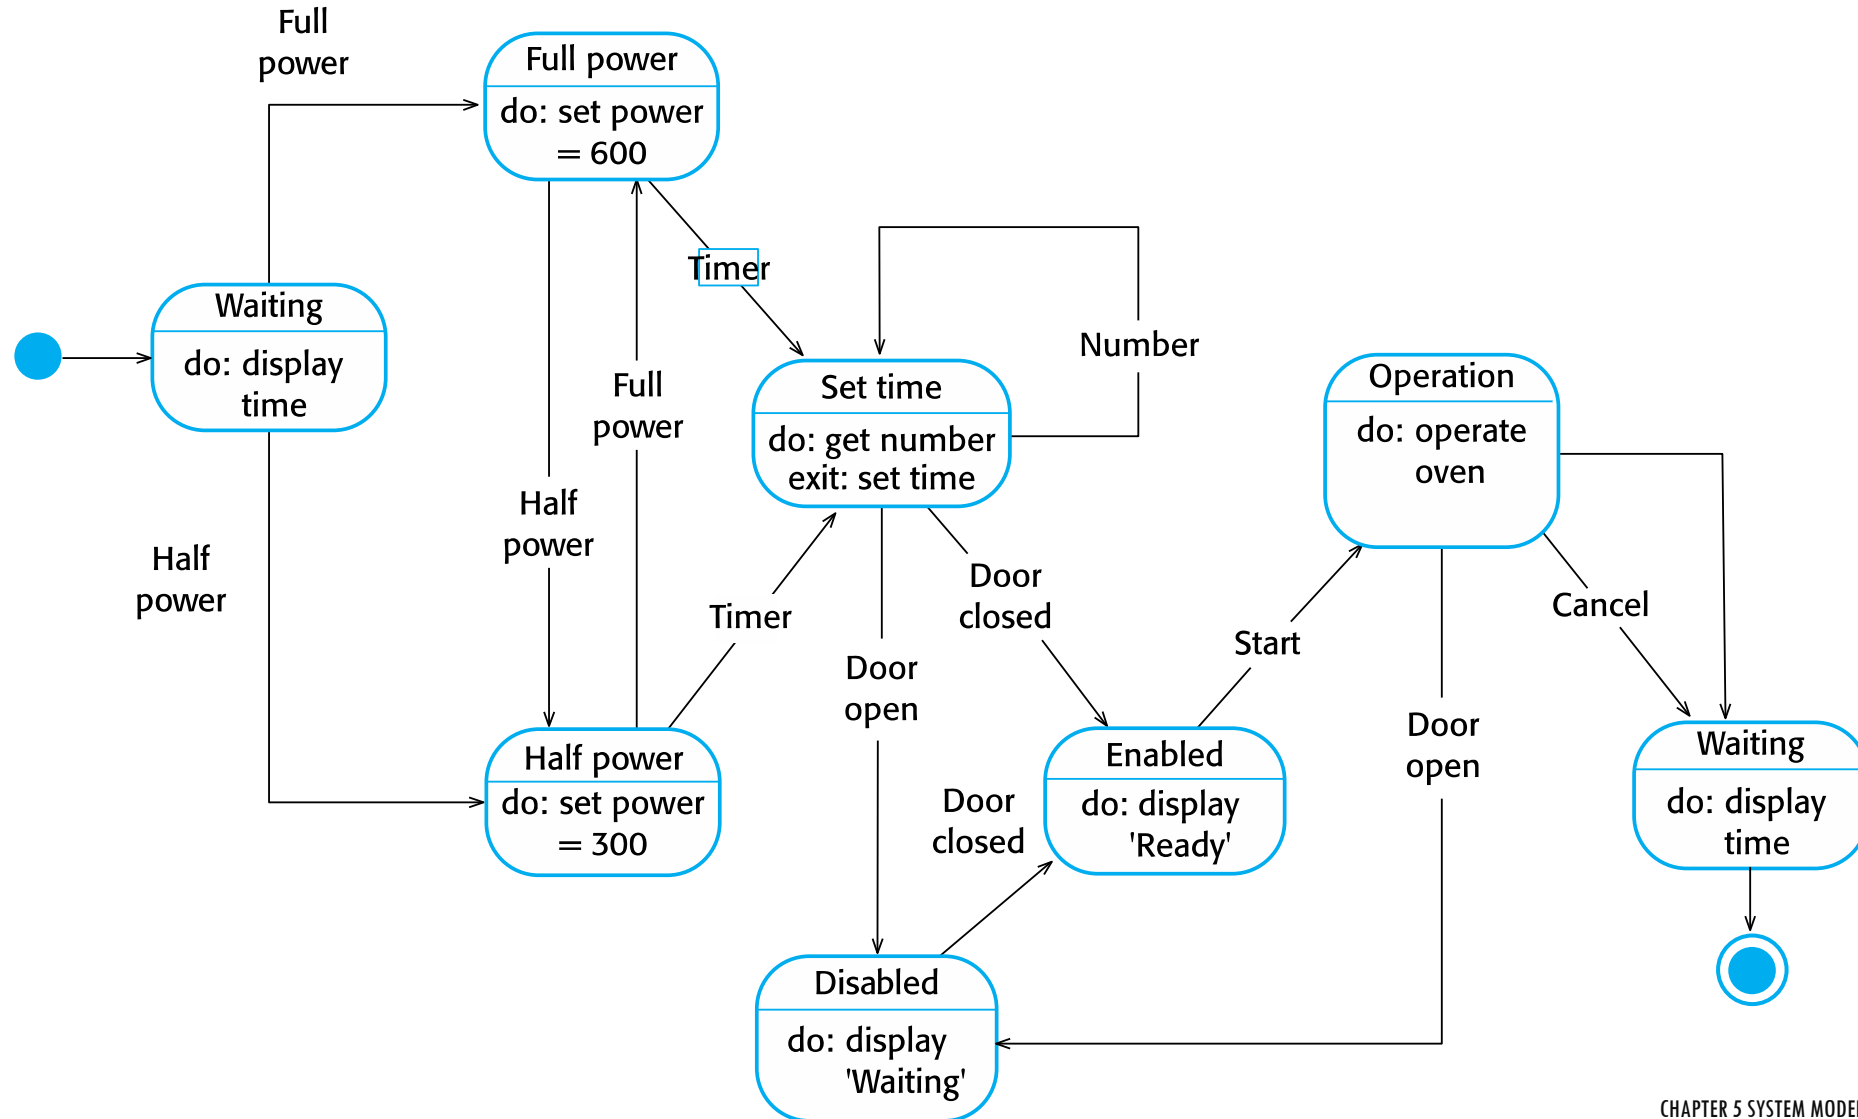 Full
power
Full power
do: set power
= 600
Timer
Waiting
do: display
time
Full
power
Number
Set time
do: get number
exit: set time
Operation
do: operate
oven
Half
power
Half
power
Timer
Door
closed
Door
open
Start
Cancel
Door
open
Half power
do: set power
= 300
Enabled
do: display
'Ready'
Door
closed
Waiting
do: display
time
Disabled
do: display
'Waiting'
CHAPTER 5 SYSTEM MODE